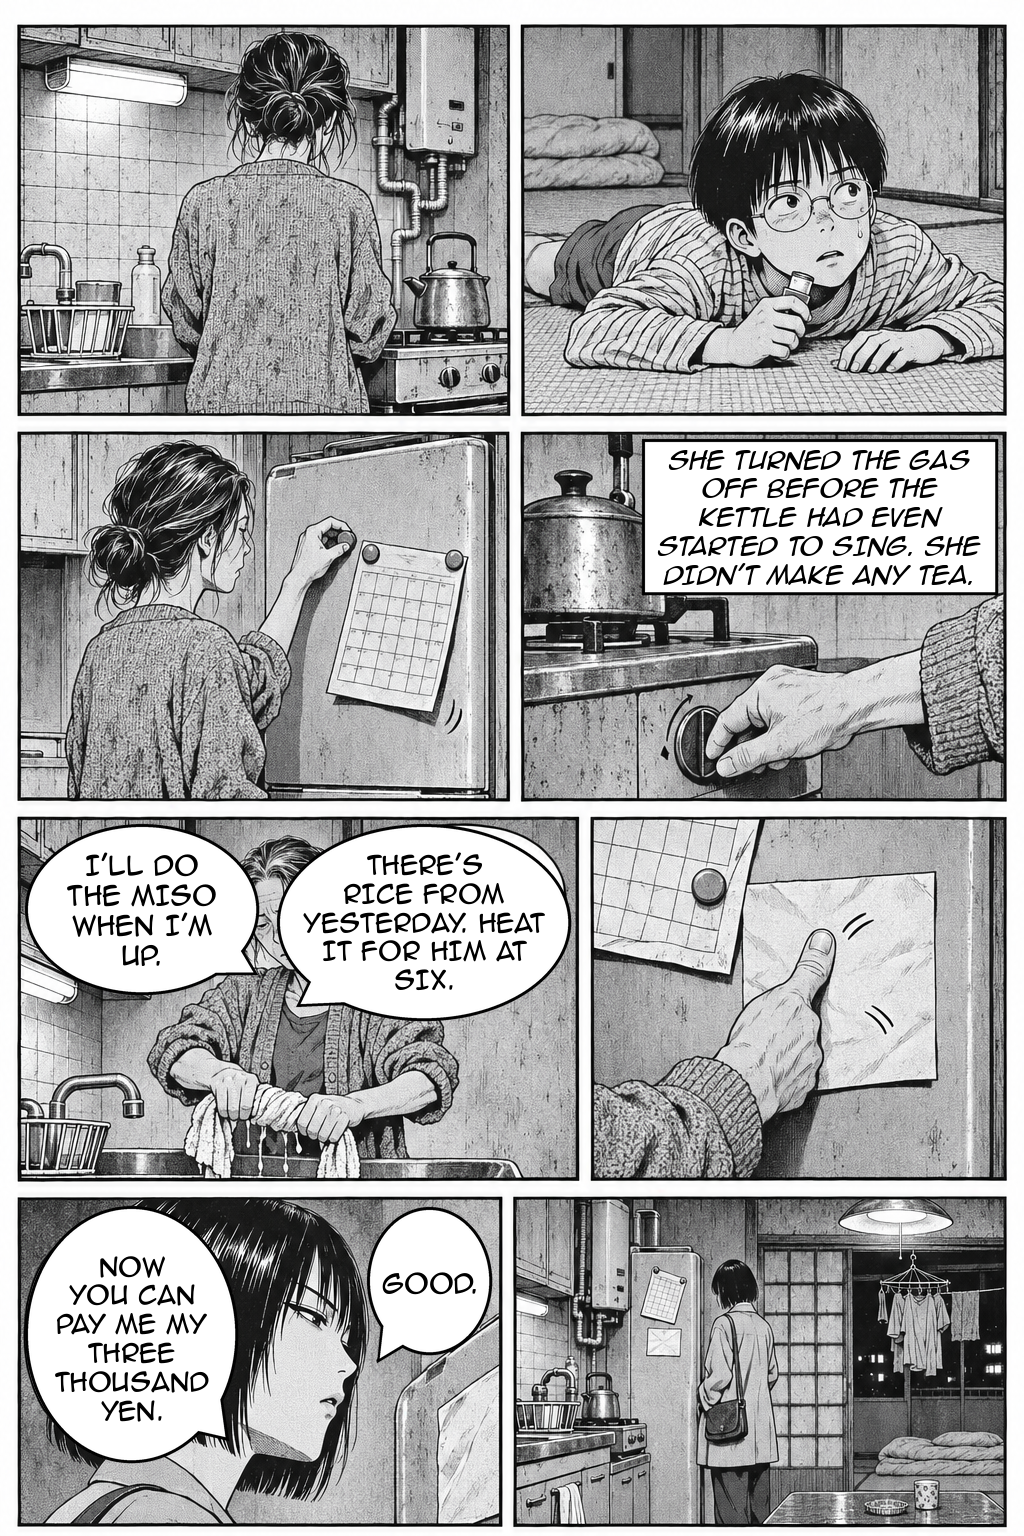 SHE TURNED THE GAS
OFF BEFORE THE
KETTLE HAD EVEN
STARTED TO SING. SHE
DIDN'T MAKE ANY TEA.
I'LL DO
THE MISO
WHEN I'M
UP.
THERE'S
RICE FROM
YESTERDAY. HEAT
IT FOR HIM AT
SIX.
NOW
YOU CAN
PAY ME MY
THREE
THOUSAND
YEN.
GOOD.